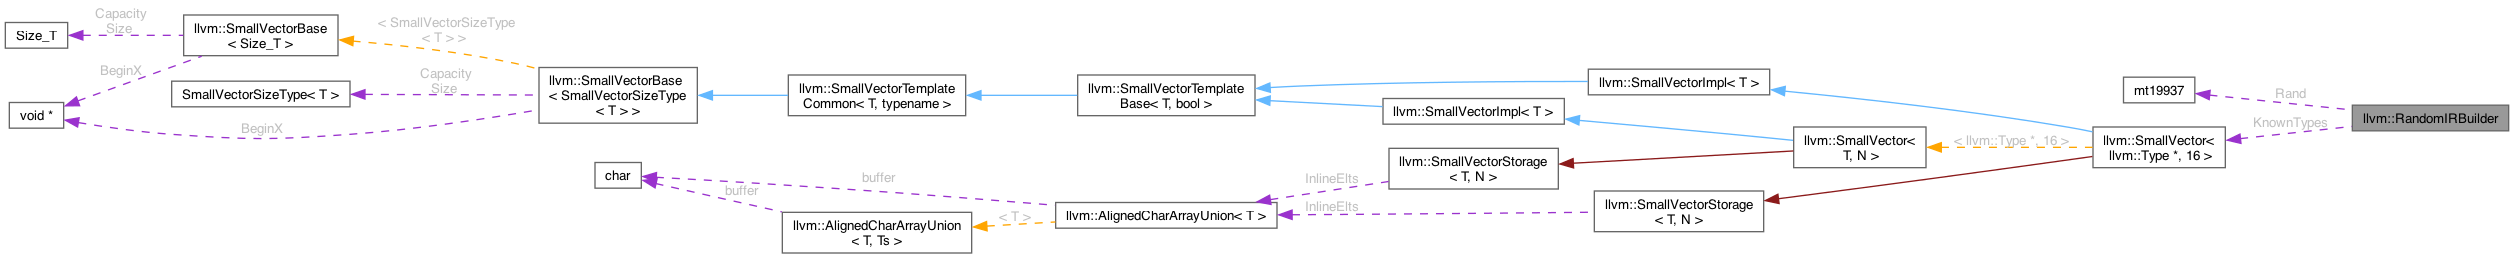 Size_T
Capacity
Size
llvm::SmallVectorBase
< Size_T >
< SmallVectorSizeType
< T > >
BeginX
SmallVectorSizeType< T >
Capacity
Size
void *
BeginX
llvm::SmallVectorBase
< SmallVectorSizeType
< T > >
llvm::SmallVectorTemplate
Common< T, typename >
llvm::SmallVectorTemplate
Base< T, bool >
llvm::SmallVectorImpl< T >
llvm::SmallVectorImpl< T >
mt19937
Rand
llvm::RandomIRBuilder
KnownTypes
llvm::SmallVector<
T, N >
< llvm::Type *, 16 >
llvm::SmallVector<
llvm::Type *, 16 >
llvm::SmallVectorStorage
< T, N >
InlineElts
char
buffer
buffer
llvm::AlignedCharArrayUnion
< T, Ts >
< T >
llvm::AlignedCharArrayUnion< T >
InlineElts
llvm::SmallVectorStorage
< T, N >